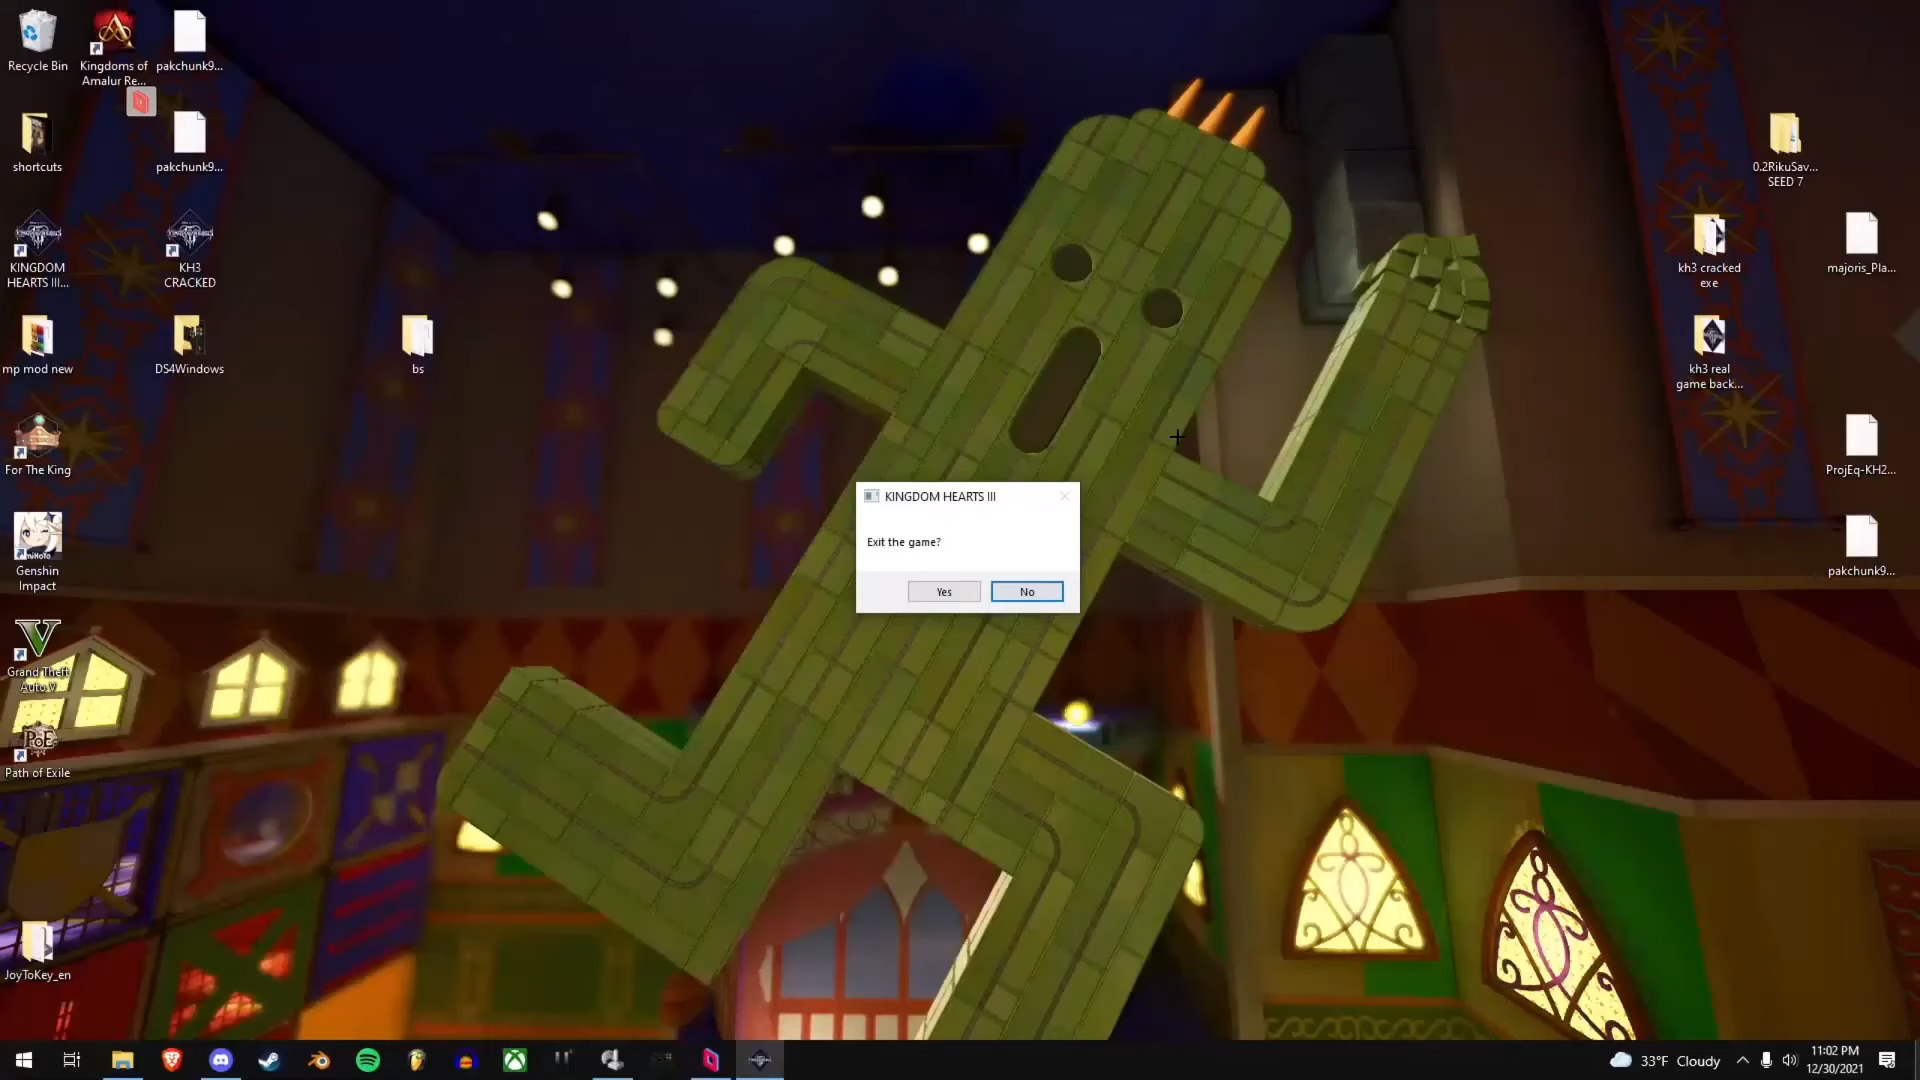 Recycle Bin
Kingdoms of
Amalur Re...
pakchunk9...
shortcuts
pakchunk9...
KINGDOM
HEARTS III...
KH3
CRACKED
mp mod new
DS4Windows
bs
For The King
miHoYo
Genshin
Impact
Grand Theft
Auto V
PoE
Path of Exile
JoyToKey_en
0.2RikuSav...
SEED 7
kh3 cracked
exe
majoris_Pla...
kh3 real
game back...
ProjEq-KH2...
pakchunk9...
KINGDOM HEARTS III
Exit the game?
Yes
No
33°F Cloudy
11:02 PM
12/30/2021